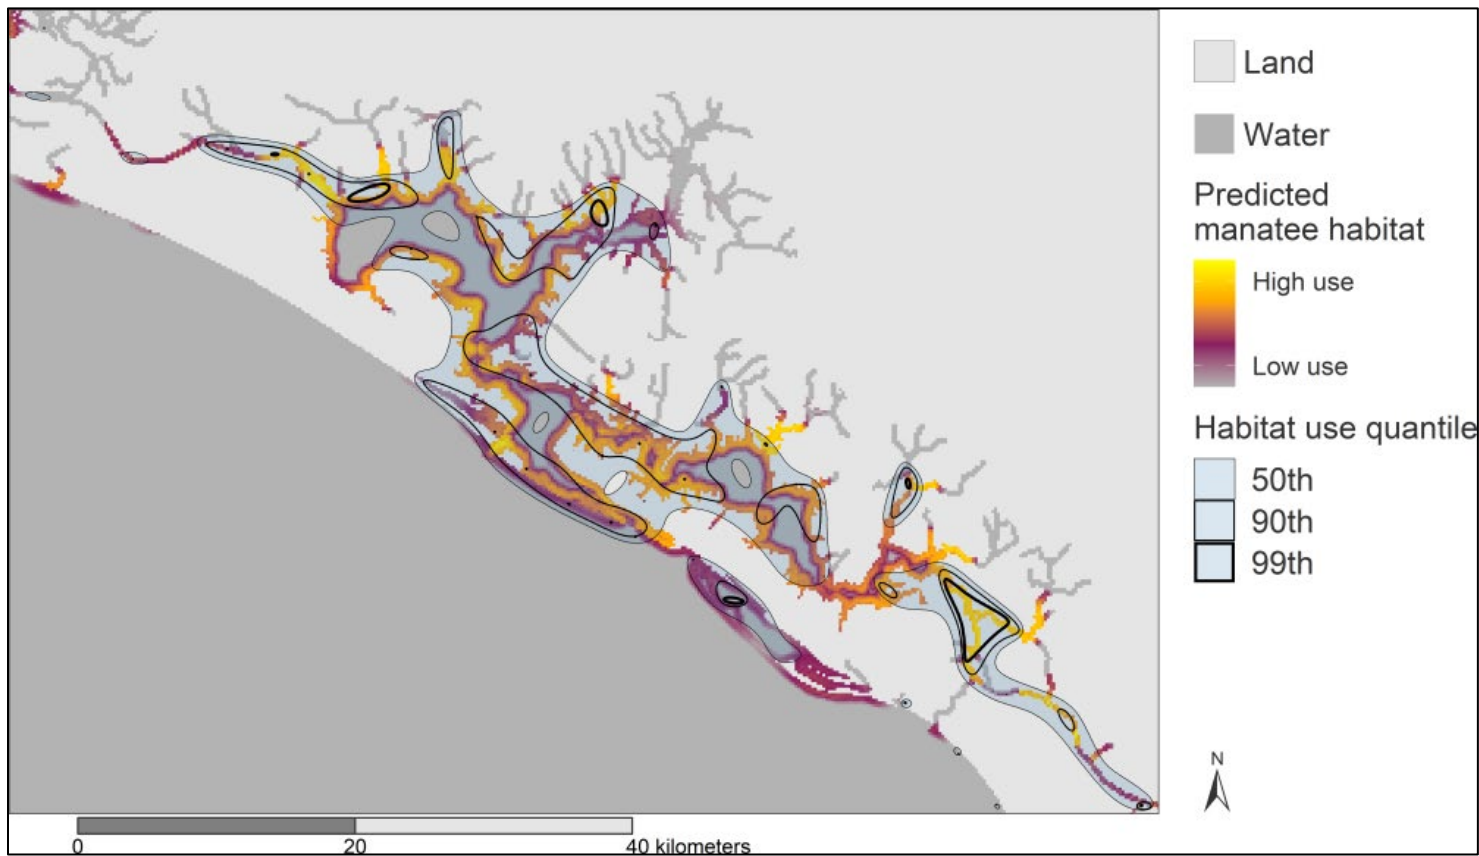 Land
Water
Predicted
manatee habitat
High use
Low use
Habitat use quantile
50th
90th
99th
N
0
20
40 kilometers